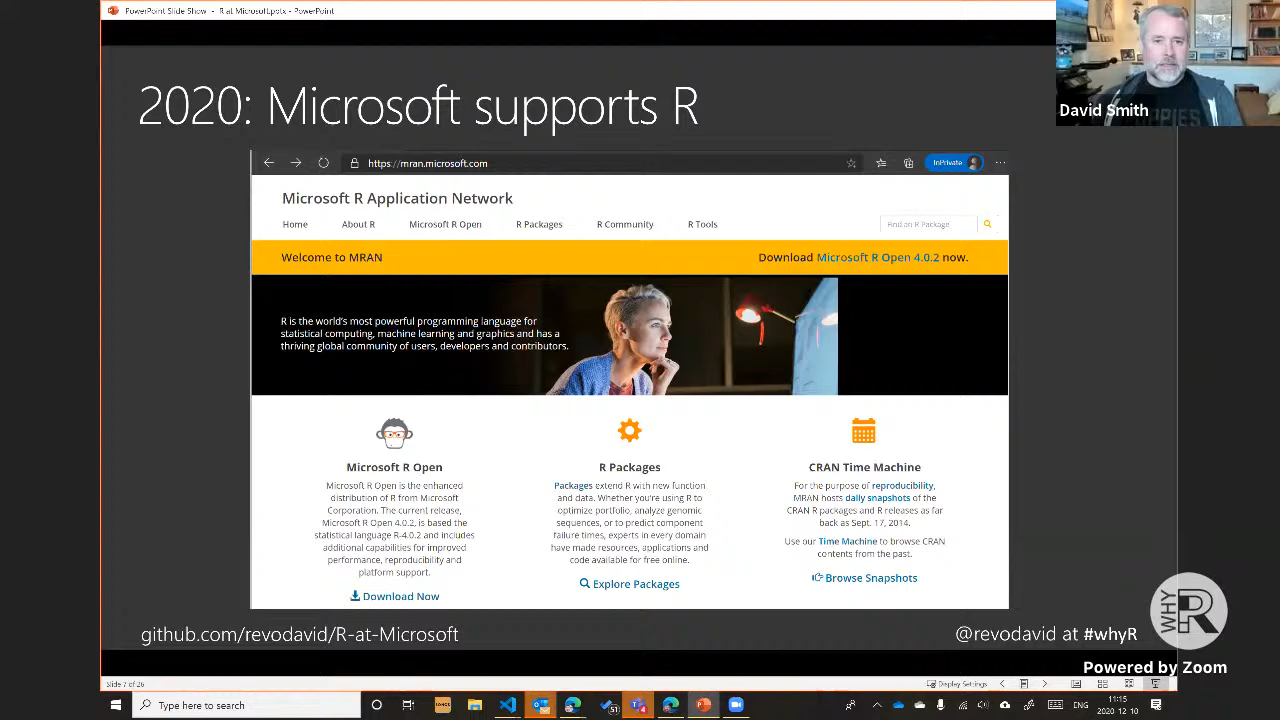 PowerPoint Slide Show - R at Microsoft.pptx - PowerPoint
David Smith
2020: Microsoft supports R
https://mran.microsoft.com
InPrivate
Microsoft R Application Network
Home About R Microsoft R Open R Packages R Community R Tools
Find an R Package
Welcome to MRAN
Download Microsoft R Open 4.0.2 now.
R is the world's most powerful programming language for
statistical computing, machine learning and graphics and has a
thriving global community of users, developers and contributors.
Microsoft R Open
Microsoft R Open is the enhanced
distribution of R from Microsoft
Corporation. The current release,
Microsoft R Open 4.0.2, is based the
statistical language R-4.0.2 and includes
additional capabilities for improved
performance, reproducibility and
platform support.
Download Now
R Packages
Packages extend R with new function
and data. Whether you're using R to
optimize portfolio, analyze genomic
sequences, or to predict component
failure times, experts in every domain
have made resources, applications and
code available for free online.
Explore Packages
CRAN Time Machine
For the purpose of reproducibility,
MRAN hosts daily snapshots of the
CRAN R packages and R releases as far
back as Sept. 17, 2014.
Use our Time Machine to browse CRAN
contents from the past.
Browse Snapshots
github.com/revodavid/R-at-Microsoft
@revodavid at #whyR
WHY R
Powered by Zoom
Slide 7 of 26
Display Settings
Type here to search
11:15
2020-12-10